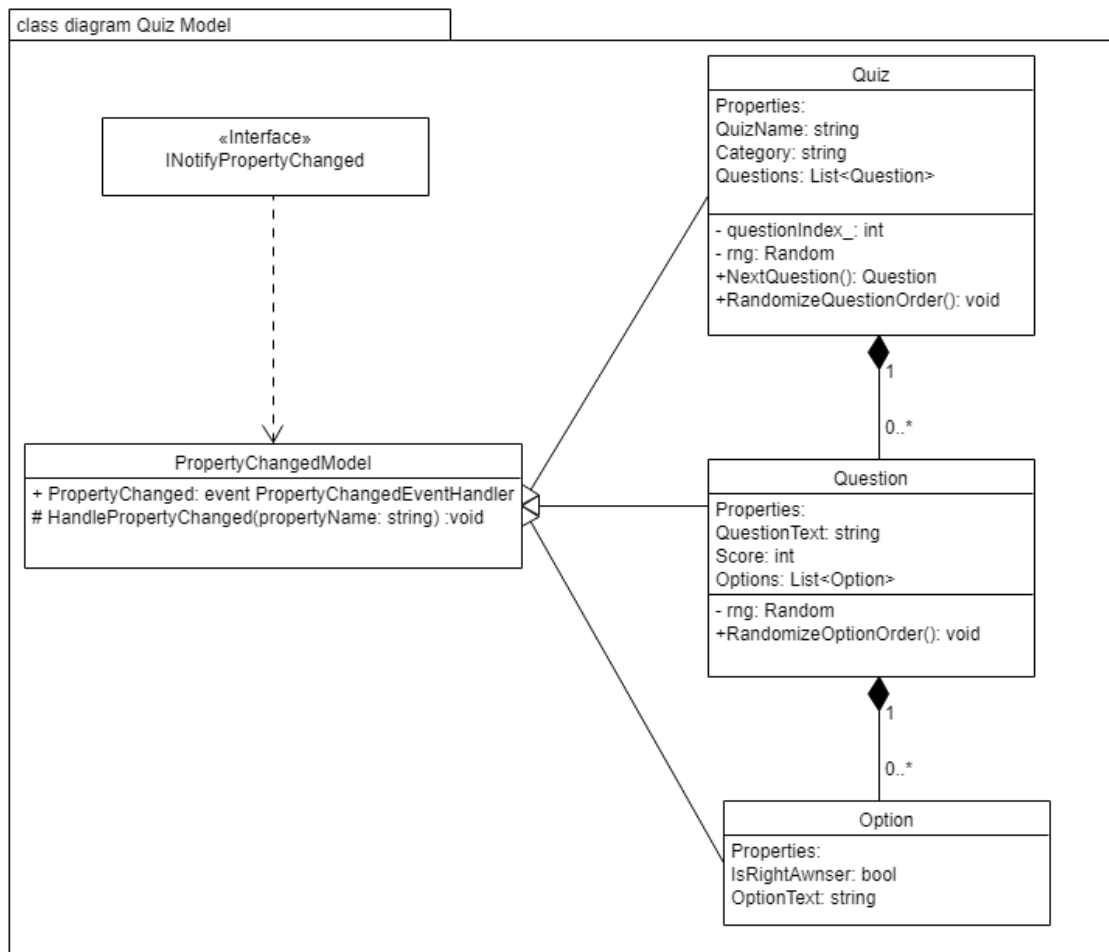 class diagram Quiz Model
«Interface»
INotifyPropertyChanged
PropertyChangedModel
+ PropertyChanged: event PropertyChangedEventHandler
# HandlePropertyChanged(propertyName: string) :void
Quiz
Properties:
QuizName: string
Category: string
Questions: List<Question>
- questionIndex_: int
- rng: Random
+NextQuestion(): Question
+RandomizeQuestionOrder(): void
1
0..*
Question
Properties:
QuestionText: string
Score: int
Options: List<Option>
- rng: Random
+RandomizeOptionOrder(): void
1
0..*
Option
Properties:
IsRightAwnser: bool
OptionText: string